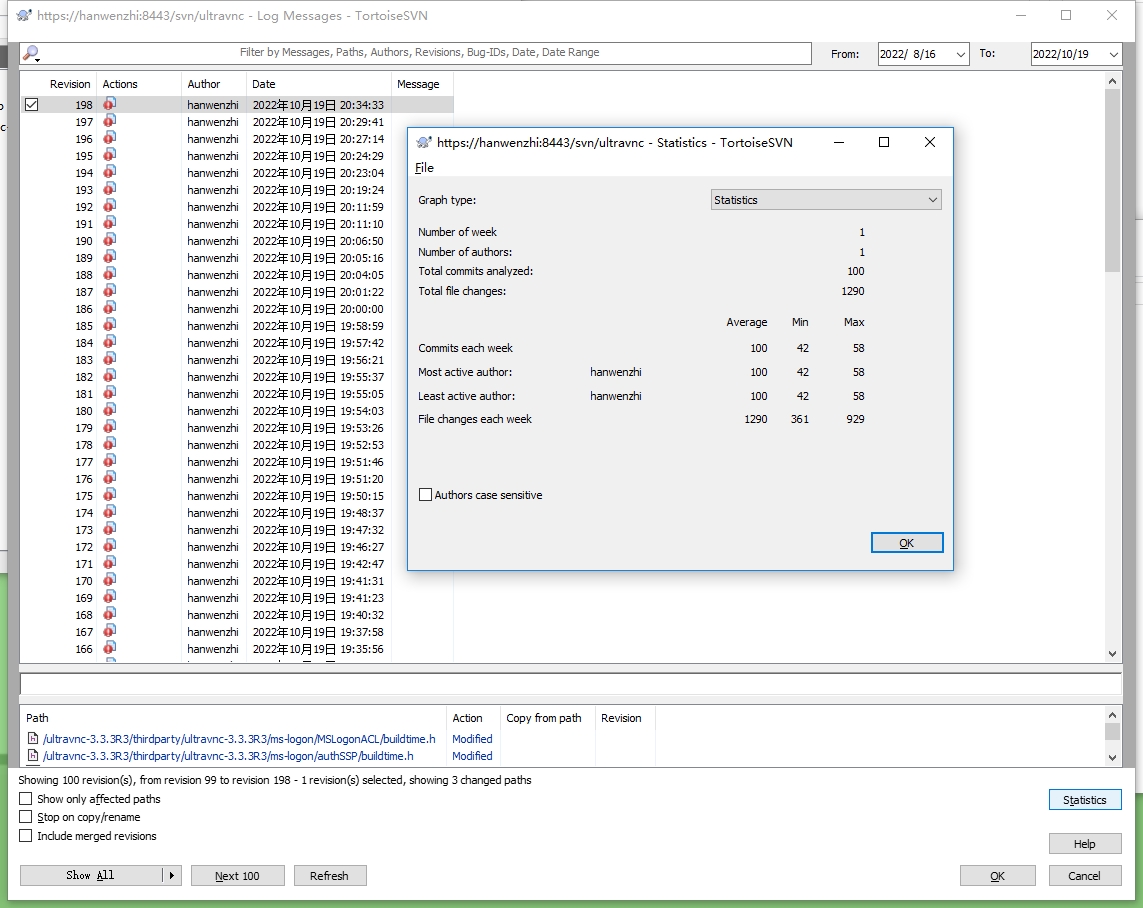 https://hanwenzhi:8443/svn/ultravnc - Log Messages - TortoiseSVN
Filter by Messages, Paths, Authors, Revisions, Bug-IDs, Date, Date Range
From: 2022/ 8/16 To: 2022/10/19
Revision Actions Author Date Message
198 hanwenzhi 2022年10月19日 20:34:33
197 hanwenzhi 2022年10月19日 20:29:41
196 hanwenzhi 2022年10月19日 20:27:14
195 hanwenzhi 2022年10月19日 20:24:29
194 hanwenzhi 2022年10月19日 20:23:04
193 hanwenzhi 2022年10月19日 20:19:24
192 hanwenzhi 2022年10月19日 20:11:59
191 hanwenzhi 2022年10月19日 20:11:10
190 hanwenzhi 2022年10月19日 20:06:50
189 hanwenzhi 2022年10月19日 20:05:16
188 hanwenzhi 2022年10月19日 20:04:05
187 hanwenzhi 2022年10月19日 20:01:22
186 hanwenzhi 2022年10月19日 20:00:00
185 hanwenzhi 2022年10月19日 19:58:59
184 hanwenzhi 2022年10月19日 19:57:42
183 hanwenzhi 2022年10月19日 19:56:21
182 hanwenzhi 2022年10月19日 19:55:37
181 hanwenzhi 2022年10月19日 19:55:05
180 hanwenzhi 2022年10月19日 19:54:03
179 hanwenzhi 2022年10月19日 19:53:26
178 hanwenzhi 2022年10月19日 19:52:53
177 hanwenzhi 2022年10月19日 19:51:46
176 hanwenzhi 2022年10月19日 19:51:20
175 hanwenzhi 2022年10月19日 19:50:15
174 hanwenzhi 2022年10月19日 19:48:37
173 hanwenzhi 2022年10月19日 19:47:32
172 hanwenzhi 2022年10月19日 19:46:27
171 hanwenzhi 2022年10月19日 19:42:47
170 hanwenzhi 2022年10月19日 19:41:31
169 hanwenzhi 2022年10月19日 19:41:23
168 hanwenzhi 2022年10月19日 19:40:32
167 hanwenzhi 2022年10月19日 19:37:58
166 hanwenzhi 2022年10月19日 19:35:56
https://hanwenzhi:8443/svn/ultravnc - Statistics - TortoiseSVN
File
Graph type: Statistics
Number of week 1
Number of authors: 1
Total commits analyzed: 100
Total file changes: 1290
Average Min Max
Commits each week 100 42 58
Most active author: hanwenzhi 100 42 58
Least active author: hanwenzhi 100 42 58
File changes each week 1290 361 929
Authors case sensitive
OK
Path Action Copy from path Revision
/ultravnc-3.3.3R3/thirdparty/ultravnc-3.3.3R3/ms-logon/MSLogonACL/buildtime.h Modified
/ultravnc-3.3.3R3/thirdparty/ultravnc-3.3.3R3/ms-logon/authSSP/buildtime.h Modified
Showing 100 revision(s), from revision 99 to revision 198 - 1 revision(s) selected, showing 3 changed paths
Show only affected paths
Stop on copy/rename
Include merged revisions
Statistics
Help
Show All Next 100 Refresh OK Cancel